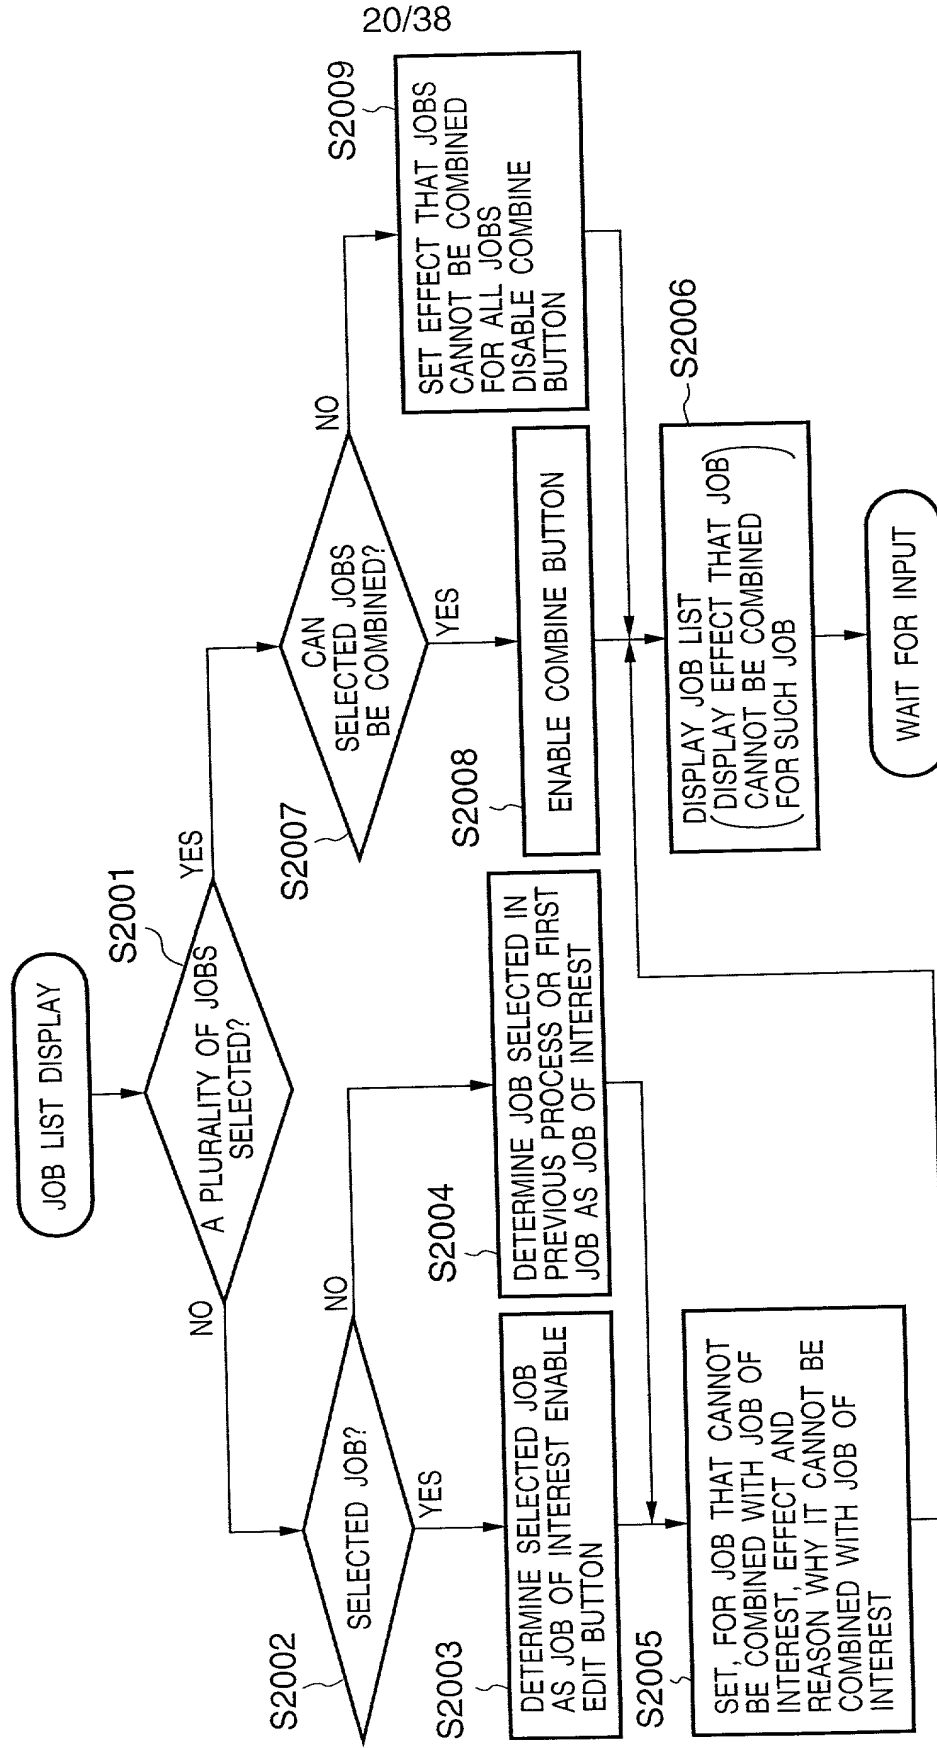 20/38
JOB LIST DISPLAY
S2001
A PLURALITY OF JOBS
SELECTED?
NO
YES
S2002
SELECTED JOB?
NO
YES
S2003
DETERMINE SELECTED JOB
AS JOB OF INTEREST ENABLE
EDIT BUTTON
S2004
DETERMINE JOB SELECTED IN
PREVIOUS PROCESS OR FIRST
JOB AS JOB OF INTEREST
S2005
SET, FOR JOB THAT CANNOT
BE COMBINED WITH JOB OF
INTEREST, EFFECT AND
REASON WHY IT CANNOT BE
COMBINED WITH JOB OF
INTEREST
S2007
CAN
SELECTED JOBS
BE COMBINED?
NO
YES
S2008
ENABLE COMBINE BUTTON
S2009
SET EFFECT THAT JOBS
CANNOT BE COMBINED
FOR ALL JOBS
DISABLE COMBINE
BUTTON
S2006
DISPLAY JOB LIST
(DISPLAY EFFECT THAT JOB
CANNOT BE COMBINED
FOR SUCH JOB)
WAIT FOR INPUT